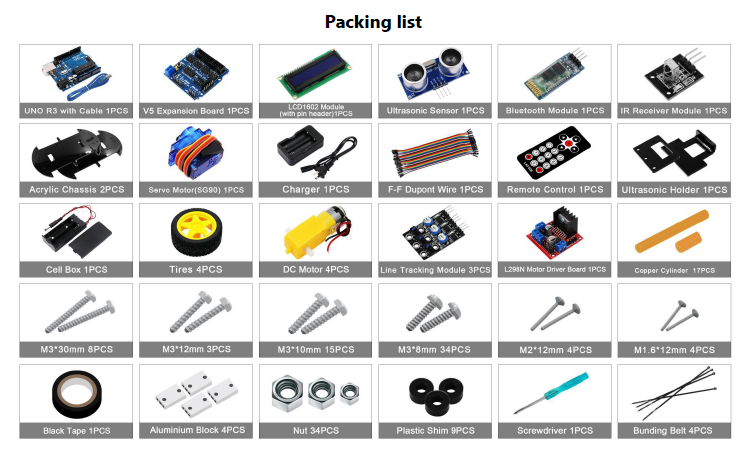 Packing list
UNO R3 with Cable 1PCS
V5 Expansion Board 1PCS
LCD1602 Module
(with pin header)1PCS
Ultrasonic Sensor 1PCS
Bluetooth Module 1PCS
IR Receiver Module 1PCS
Acrylic Chassis 2PCS
Servo Motor(SG90) 1PCS
Charger 1PCS
F-F Dupont Wire 1PCS
Remote Control 1PCS
Ultrasonic Holder 1PCS
Cell Box 1PCS
Tires 4PCS
DC Motor 4PCS
Line Tracking Module 3PCS
L298N Motor Driver Board 1PCS
Copper Cylinder 17PCS
M3*30mm 8PCS
M3*12mm 3PCS
M3*10mm 15PCS
M3*8mm 34PCS
M2*12mm 4PCS
M1.6*12mm 4PCS
Black Tape 1PCS
Aluminium Block 4PCS
Nut 34PCS
Plastic Shim 9PCS
Screwdriver 1PCS
Bunding Belt 4PCS